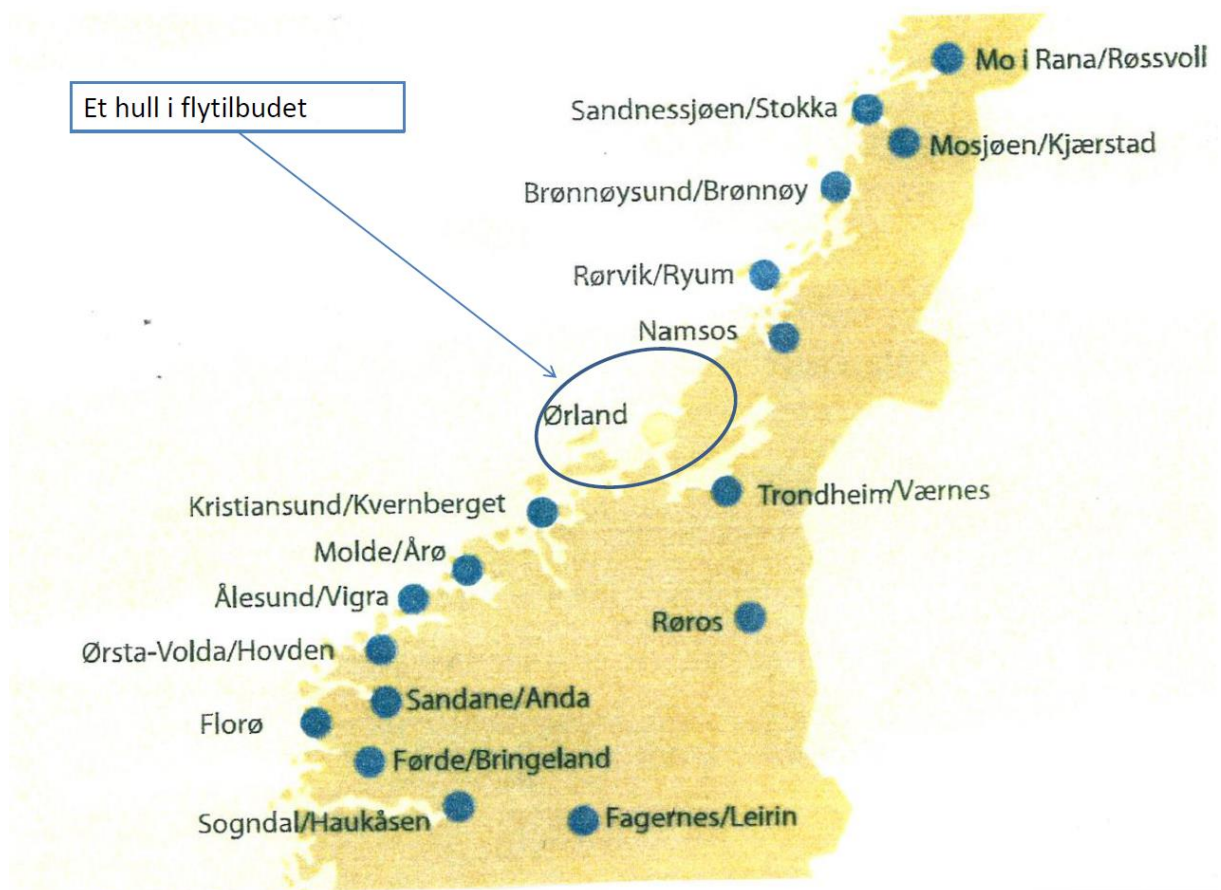 Mo i Rana/Røssvoll
Et hull i flytilbudet
Sandnessjøen/Stokka
Mosjøen/Kjærstad
Brønnøysund/Brønnøy
Rørvik/Ryum
Namsos
Ørland
Trondheim/Værnes
Kristiansund/Kvernberget
Molde/Årø
Ålesund/Vigra
Røros
Ørsta-Volda/Hovden
Sandane/Anda
Florø
Førde/Bringeland
Sogndal/Haukåsen
Fagernes/Leirin